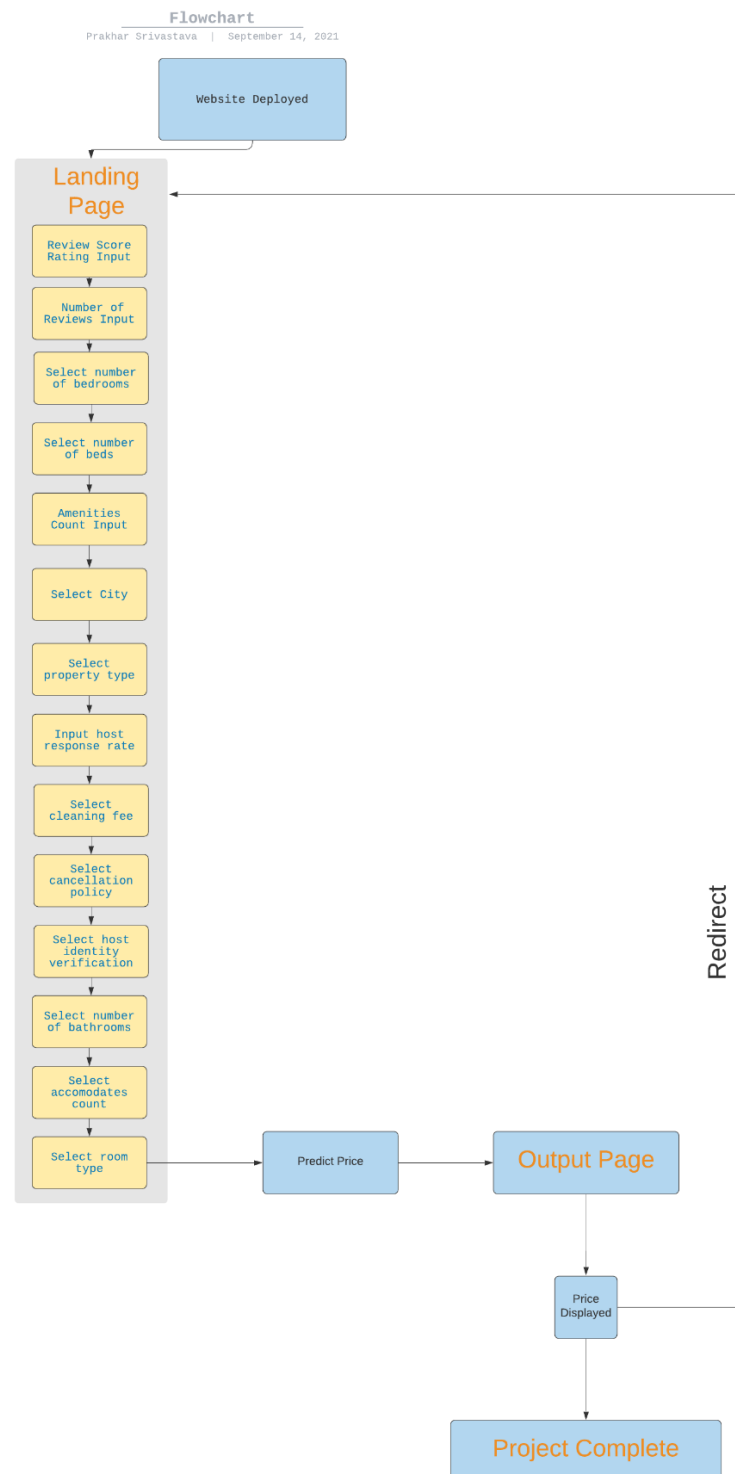 Flowchart
Prakhar Srivastava | September 14, 2021
Website Deployed
Landing
Page
Review Score
Rating Input
Number of
Reviews Input
Select number
of bedrooms
Select number
of beds
Amenities
Count Input
Select City
Select
property type
Input host
response rate
Select
cleaning fee
Select
cancellation
policy
Select host
identity
verification
Select number
of bathrooms
Select
accomodates
count
Select room
type
Predict Price
Output Page
Redirect
Price
Displayed
Project Complete